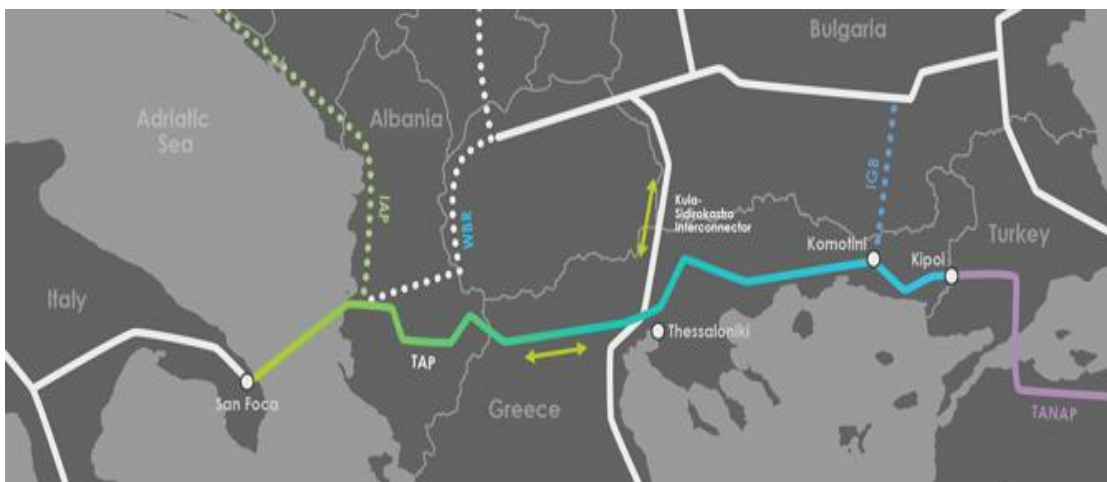 Bulgaria
Adriatic
Sea
Albania
IAP
WBR
Kula-
Sidirokastro
Interconnector
IGB
Komotini
Kipoi
Turkey
Italy
San Foca
TAP
Thessaloniki
Greece
TANAP